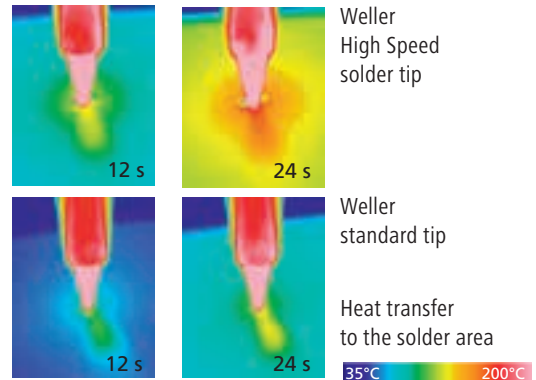 12 s
24 s
Weller
High Speed
solder tip
12 s
24 s
Weller
standard tip
Heat transfer
to the solder area
35°C
200°C